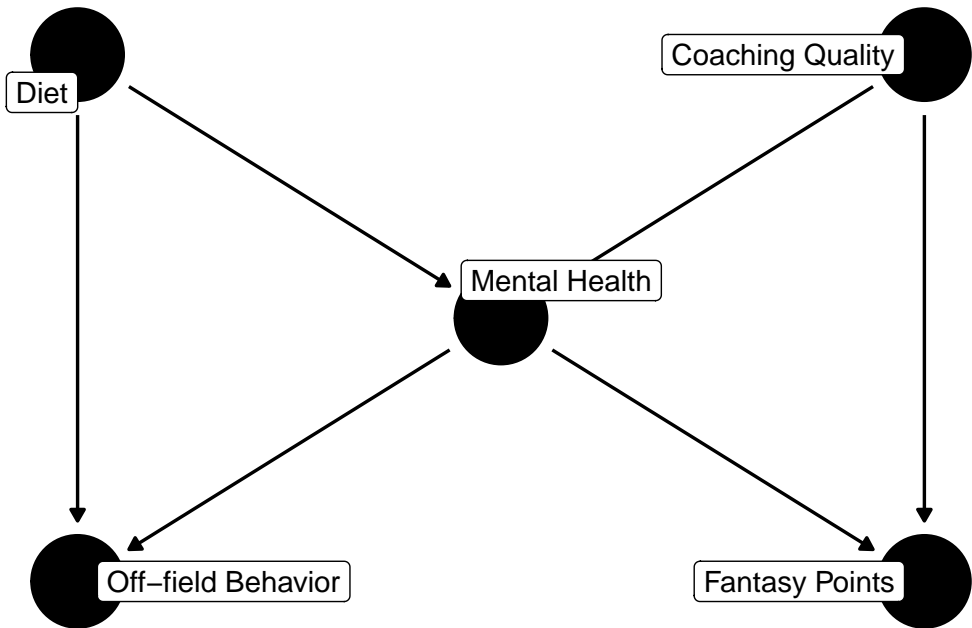 Coaching Quality
Diet
Mental Health
Off−field Behavior
Fantasy Points